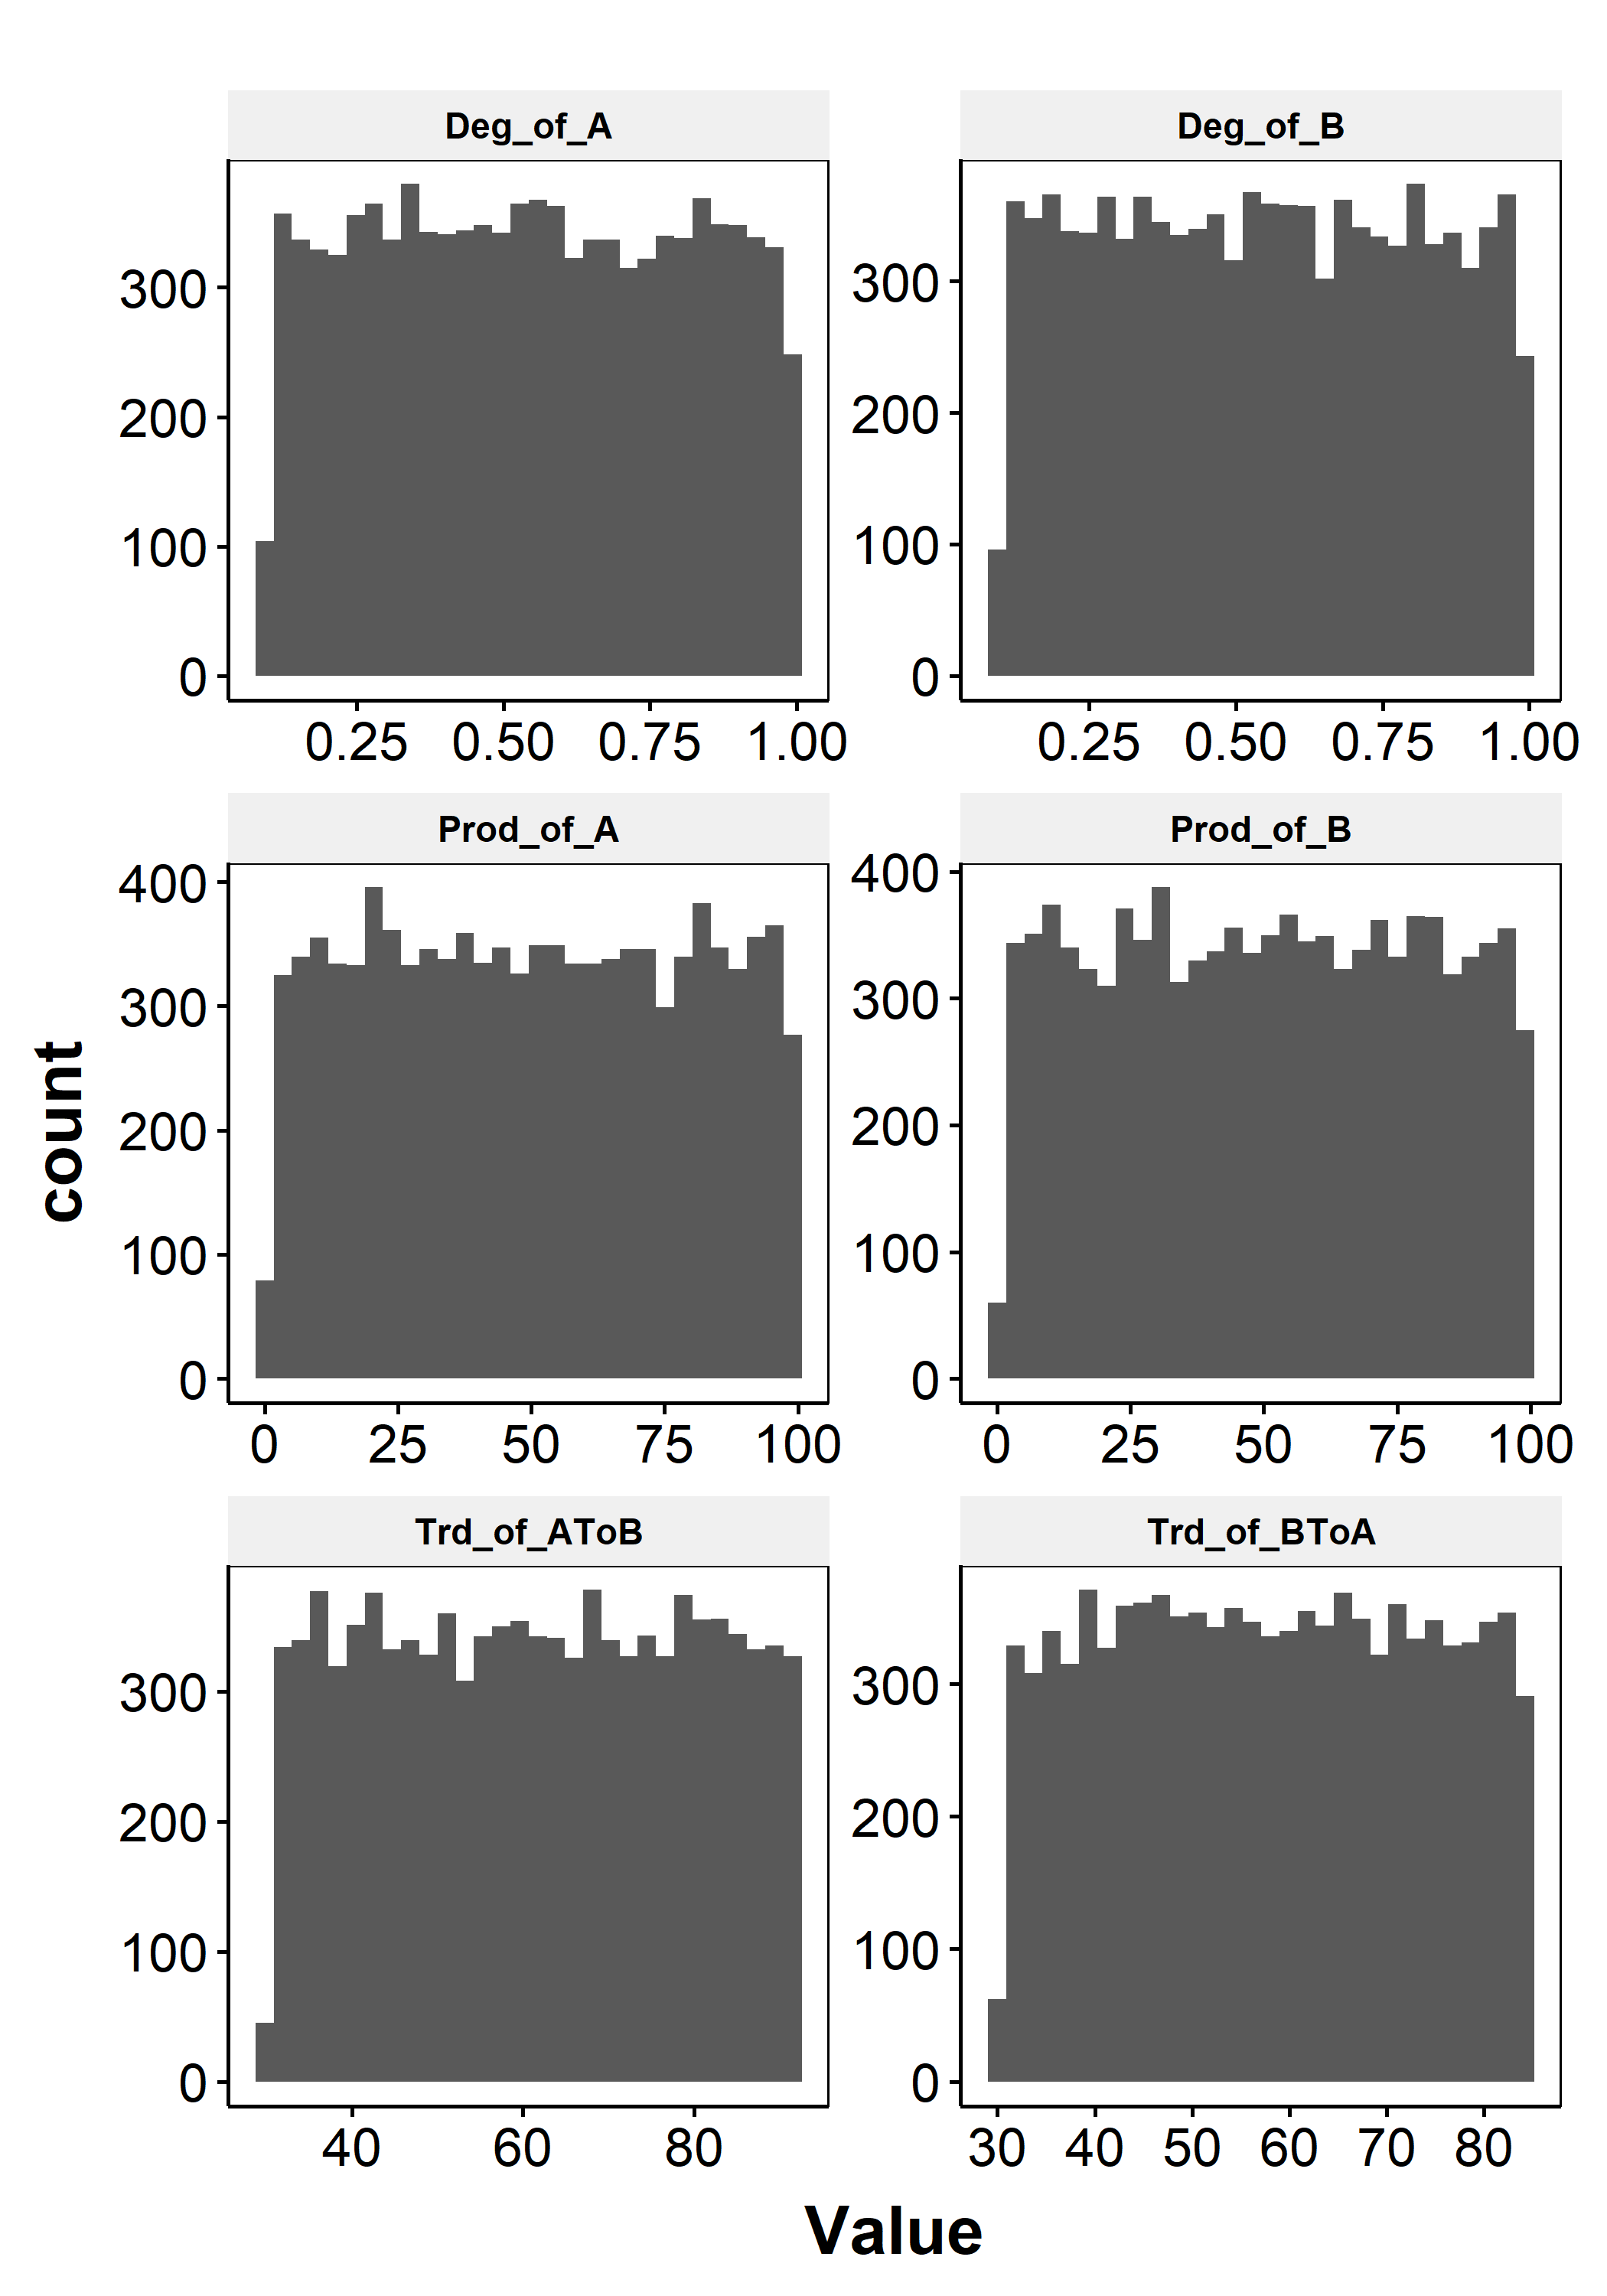 Deg_of_A Deg_of_B
300 300
200 200
100 100
0 0
0.25 0.50 0.75 1.00 0.25 0.50 0.75 1.00
Prod_of_A Prod_of_B
400 400
300 300
200 200
100 100
0 0
0 25 50 75 100 0 25 50 75 100
count
Trd_of_AToB Trd_of_BToA
300 300
200 200
100 100
0 0
40 60 80 30 40 50 60 70 80
Value